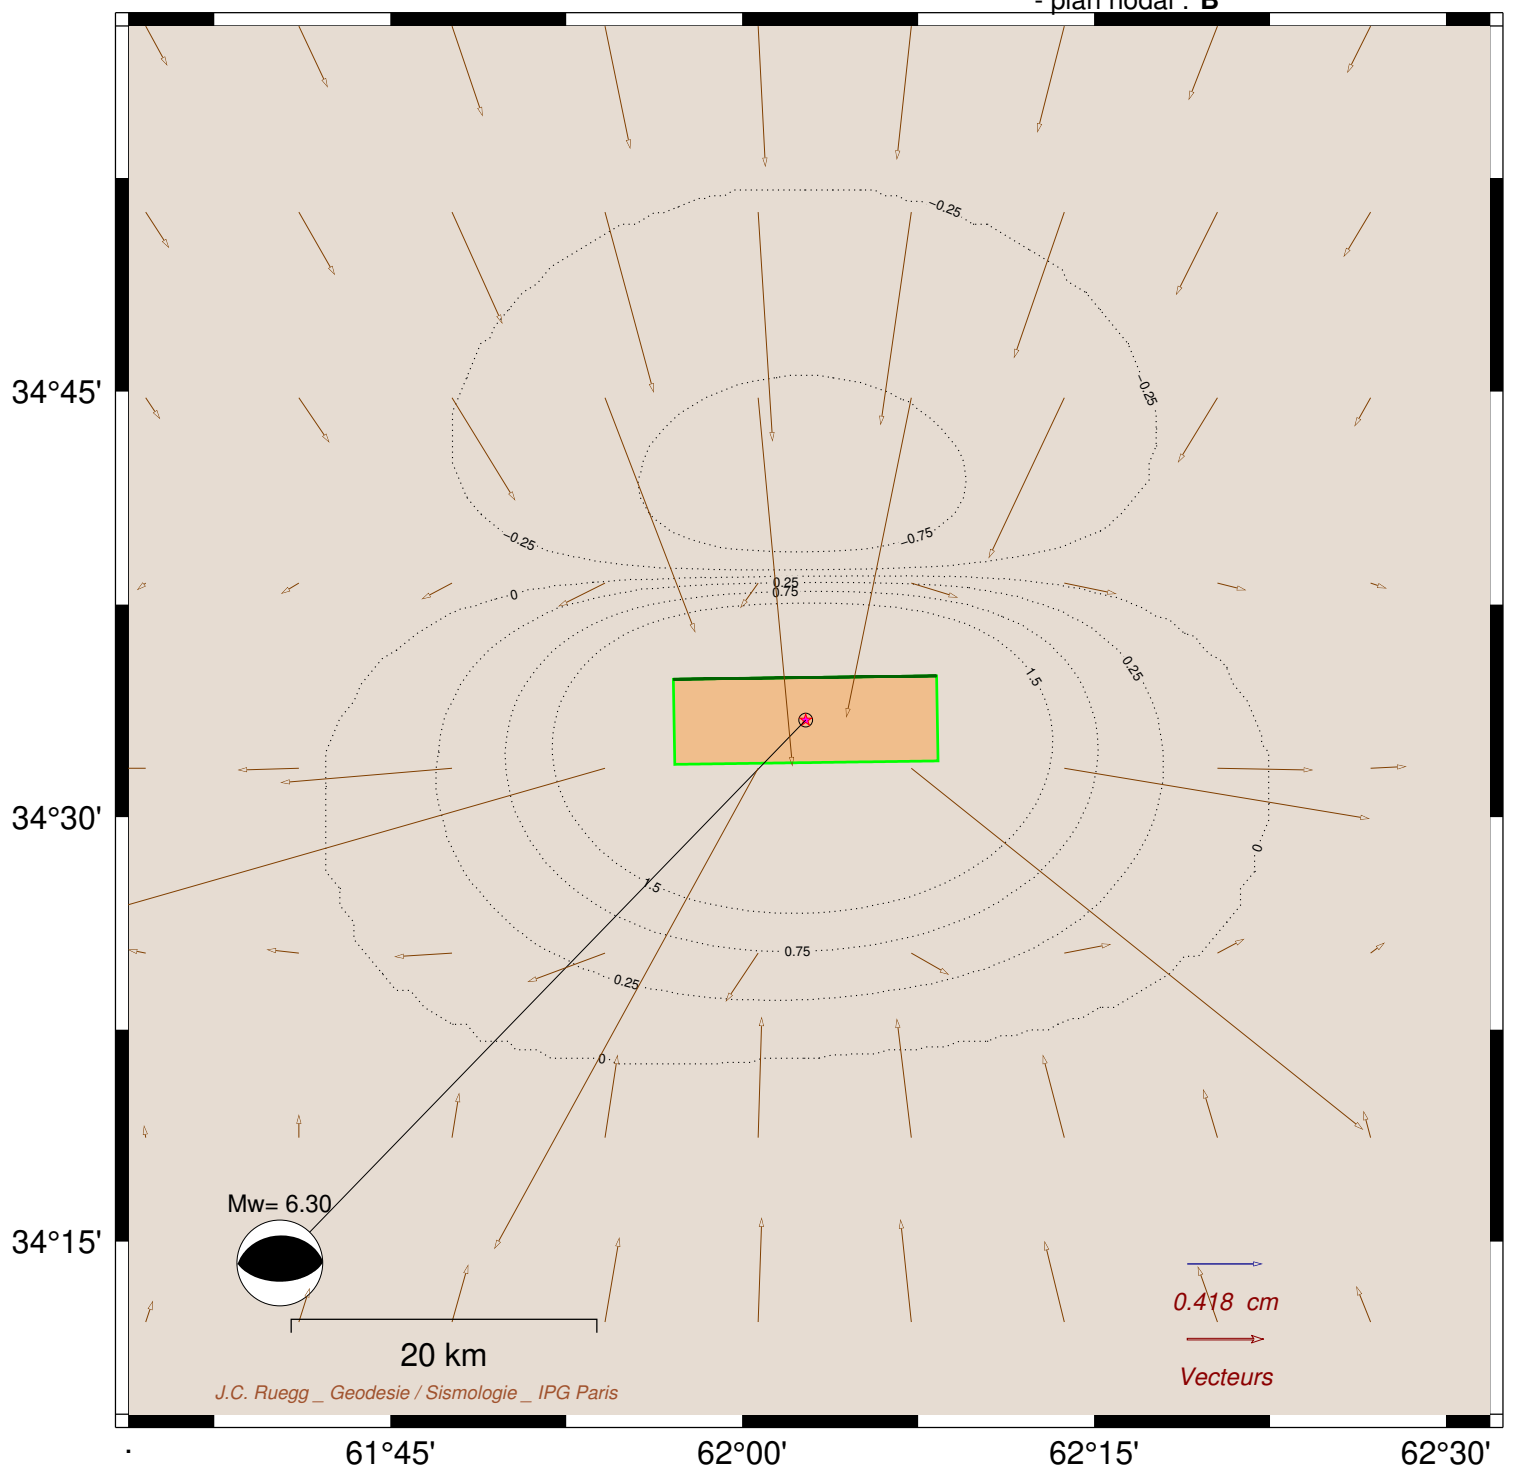 - plan nodal : B
-0.25
34°45'
-0.25
-0.25
-0.75
0.25
0
0.75
0.25
1.5
34°30'
0
1.5
0.75
0.25
0
Mw= 6.30
34°15'
0.418 cm
20 km
Vecteurs
J.C. Ruegg _ Geodesie / Sismologie _ IPG Paris
61°45' 62°00' 62°15' 62°30'